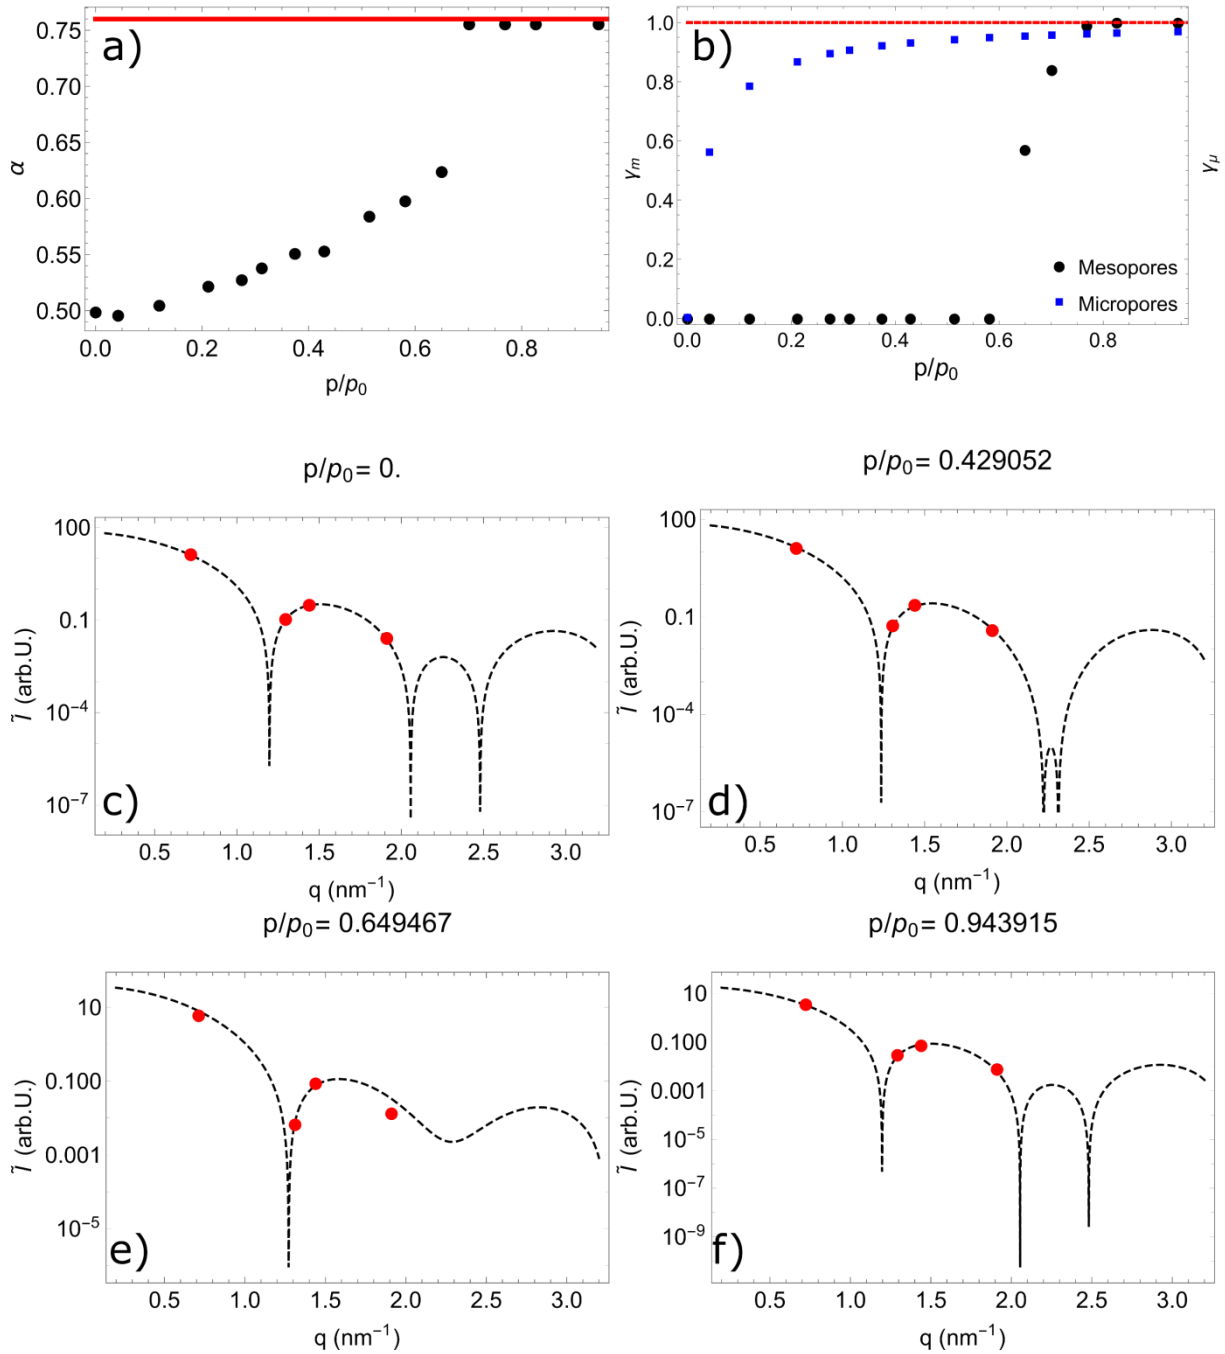 a)
0.75
0.70
0.65
0.60
0.55
0.50
α
0.0 0.2 0.4 0.6 0.8
p/p₀
b)
1.0
0.8
0.6
0.4
0.2
0.0
γₘ
γμ
Mesopores
Micropores
0.0 0.2 0.4 0.6 0.8
p/p₀
p/p₀= 0.
100
0.1
10⁻⁴
10⁻⁷
Ĩ (arb.U.)
c)
0.5 1.0 1.5 2.0 2.5 3.0
q (nm⁻¹)
p/p₀= 0.429052
100
0.1
10⁻⁴
10⁻⁷
Ĩ (arb.U.)
d)
0.5 1.0 1.5 2.0 2.5 3.0
q (nm⁻¹)
p/p₀= 0.649467
10
0.100
0.001
10⁻⁵
Ĩ (arb.U.)
e)
0.5 1.0 1.5 2.0 2.5 3.0
q (nm⁻¹)
p/p₀= 0.943915
10
0.100
0.001
10⁻⁵
10⁻⁷
10⁻⁹
Ĩ (arb.U.)
f)
0.5 1.0 1.5 2.0 2.5 3.0
q (nm⁻¹)